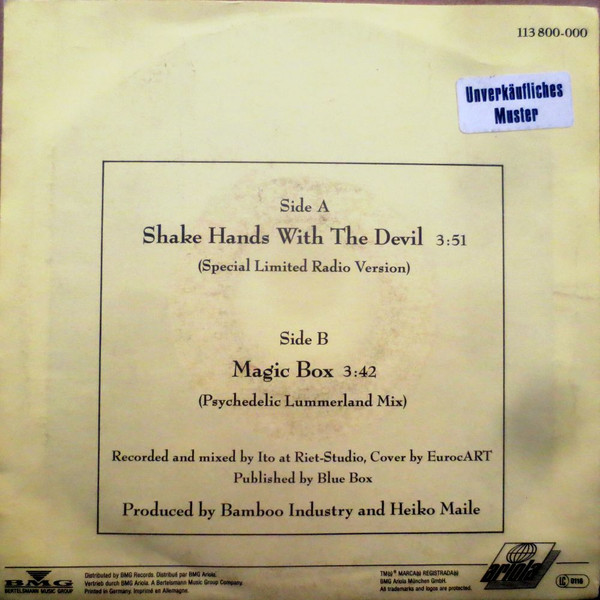 113 800-000
Unverkäufliches
Muster
Side A
Shake Hands With The Devil 3:51
(Special Limited Radio Version)
Side B
Magic Box 3:42
(Psychedelic Lummerland Mix)
Recorded and mixed by Ito at Riet-Studio, Cover by EurocART
Published by Blue Box
Produced by Bamboo Industry and Heiko Maile
BMG
BERTELSMANN MUSIC GROUP
Distributed by BMG Records. Distribué par BMG Ariola.
Vertrieb durch BMG Ariola. A Bertelsmann Music Group Company.
Printed in Germany. Imprimé en Allemagne.
TM(s) ® MARCA(s) REGISTRADA(s)
BMG Ariola München GmbH.
All trademarks and logos are protected.
ariola
LC 0116